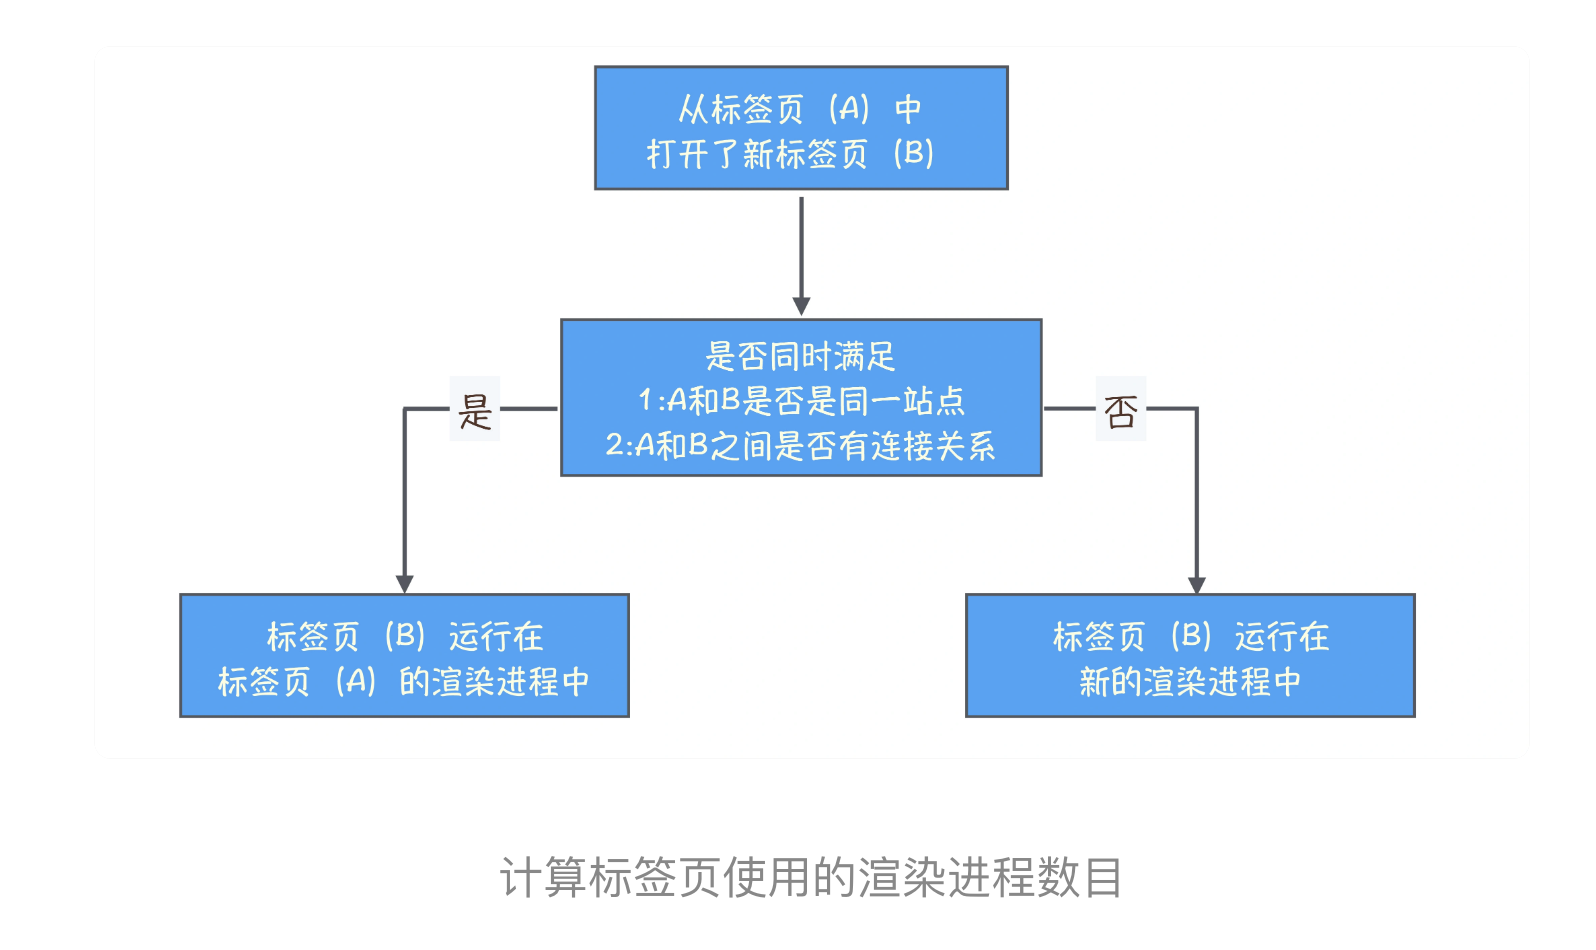 从标签页（A）中
打开了新标签页（B）
是否同时满足
1:A和B是否是同一站点
2:A和B之间是否有连接关系
是
否
标签页（B）运行在
标签页（A）的渲染进程中
标签页（B）运行在
新的渲染进程中
计算标签页使用的渲染进程数目